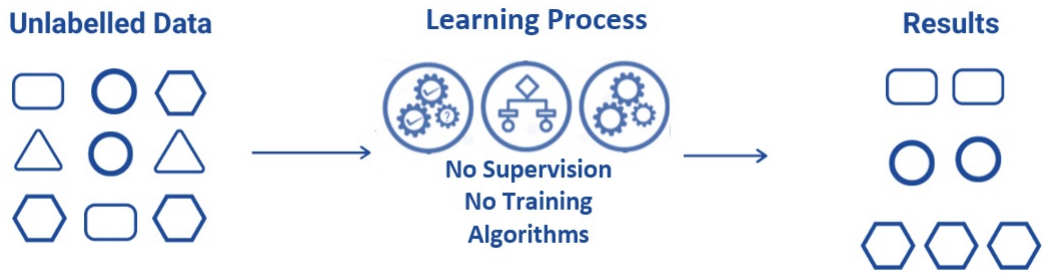 Unlabelled Data
Learning Process
Results
?
No Supervision
No Training
Algorithms